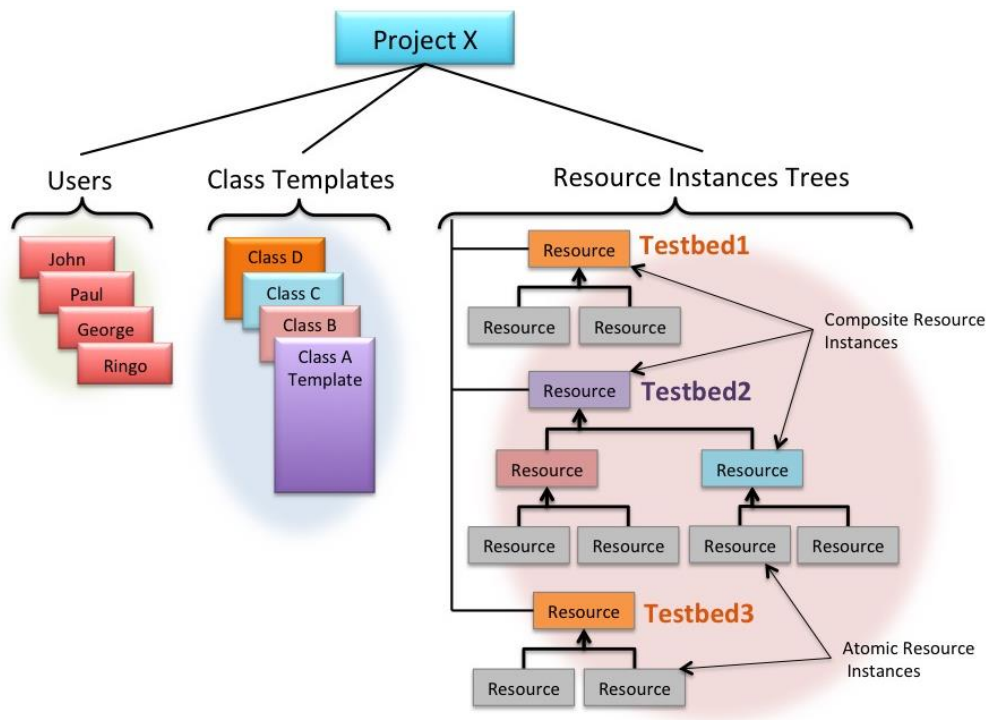 Project X
Users
Class Templates
Resource Instances Trees
John
Paul
George
Ringo
Class D
Class C
Class B
Class A
Template
Resource
Testbed1
Resource
Resource
Composite Resource
Instances
Resource
Testbed2
Resource
Resource
Resource
Resource
Resource
Resource
Resource
Testbed3
Resource
Resource
Atomic Resource
Instances